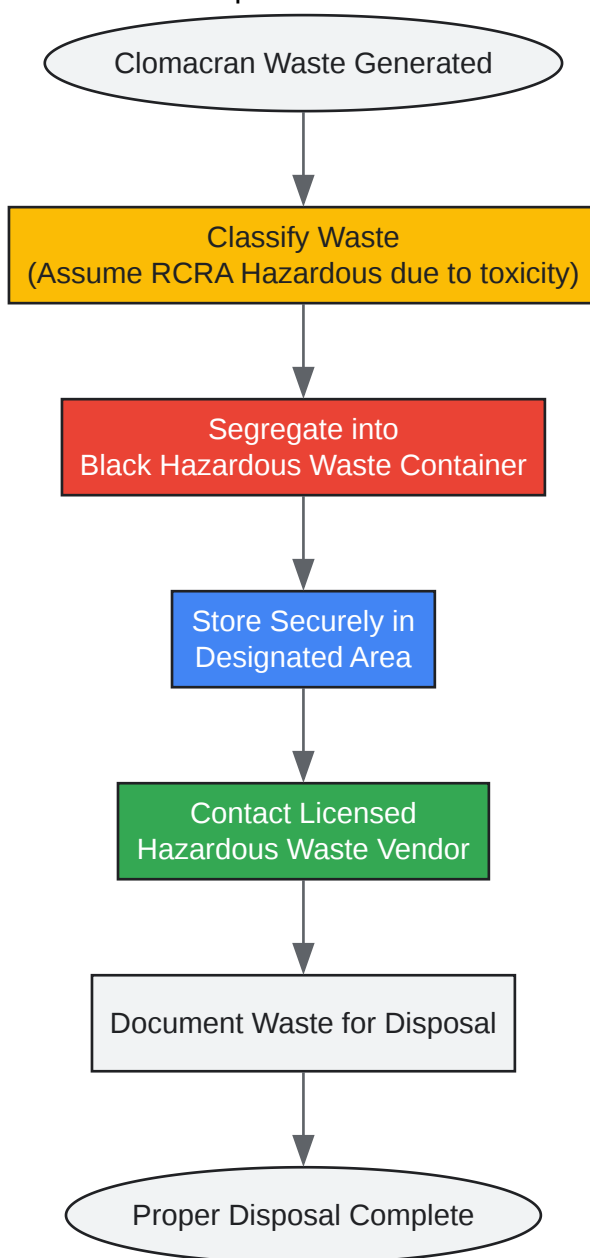 Clomacran Waste Generated
Classify Waste
(Assume RCRA Hazardous due to toxicity)
Segregate into
Black Hazardous Waste Container
Store Securely in
Designated Area
Contact Licensed
Hazardous Waste Vendor
Document Waste for Disposal
Proper Disposal Complete